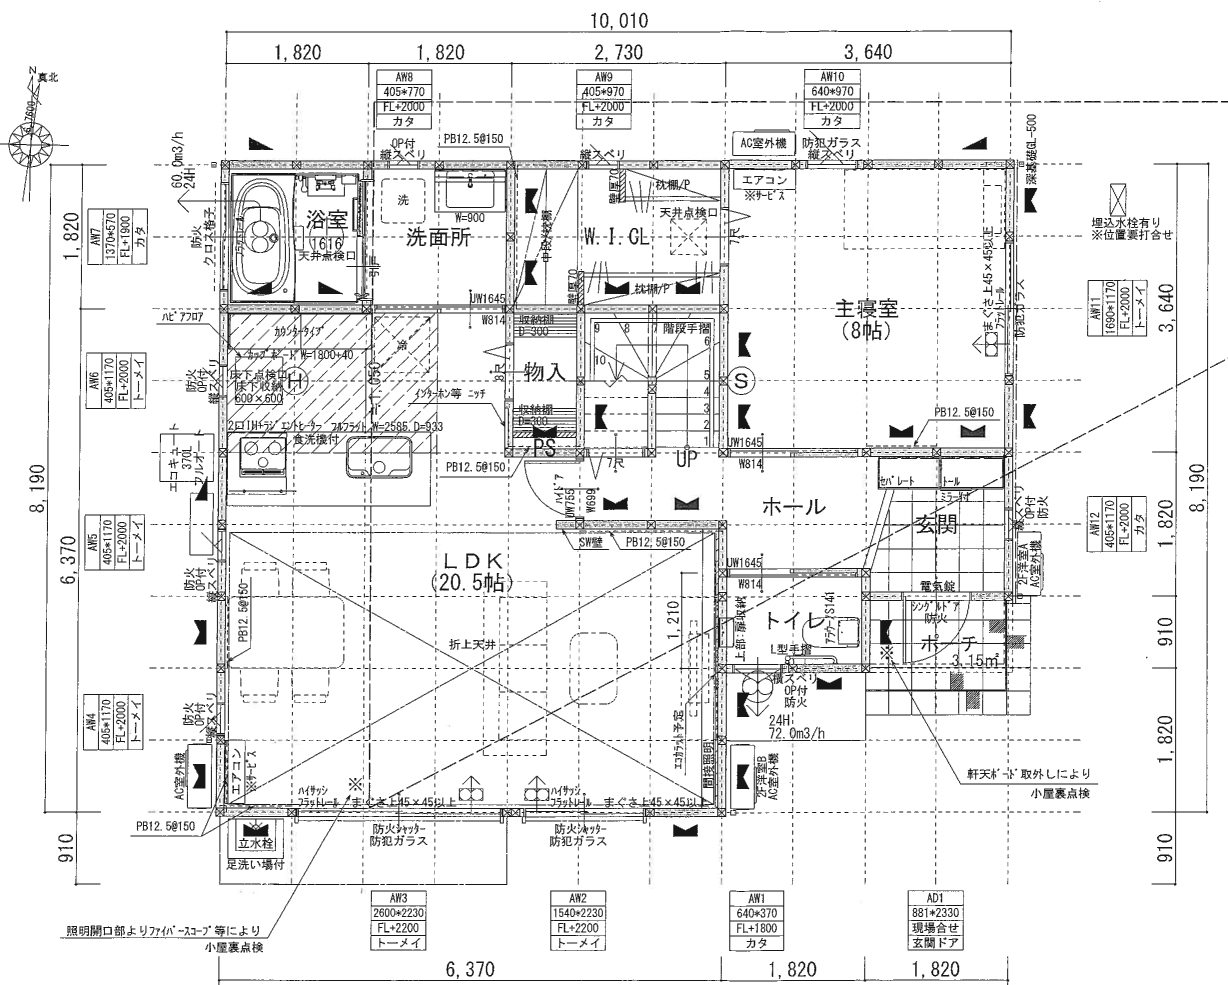 10,010
1,820
1,820
2,730
3,640
N
真北
AW8
405*770
FL+2000
カタ
AW9
405*970
FL+2000
カタ
AW10
640*970
FL+2000
カタ
OP付
縦スベリ
PB12.5@150
縦スベリ
AC室外機
防犯ガラス
縦スベリ
深基礎GL-500
60.0m3/h
24H
エアコン
※サービス
枕棚/P
壁厚70
天井点検口
7尺
埋込水栓有り
※位置要打合せ
1,820
AW7
1370*570
FL+1900
カタ
防火
クロス格子
浴室
1616
天井点検口
洗
W=900
洗面所
中段/枕棚
W.I.CL
壁厚70
枕棚/P
主寝室
(8帖)
まぐさ上45×45以上
フラットレール
防犯ガラス
AW11
1690*1170
FL+2000
トーメイ
3,640
UW1645
W814
ハピアフロア
カウンタータイプ
カップボードW=1800+40
床下点検口
床下収納
600×600
H
収納棚
D=300
物入
8尺
収納棚
D=300
階段手摺
9
8
7
6
10
5
4
3
2
1
S
インターホン等 ニッチ
AW6
405*1170
FL+2000
トーメイ
防火
OP付
縦スベリ
食洗機付
エコキュート
370L
フルオート
PB12.5@150
PS
7尺
UP
UW1645
W814
PB12.5@150
セパレート
トール
ミラー付
玄関
ホール
ハイドア
UW755
W699
8,190
6,370
AW5
405*1170
FL+2000
トーメイ
防火
OP付
縦スベリ
PB12.5@150
LDK
(20.5帖)
SW壁
PB12.5@150
UW1645
W814
1,210
折上天井
上部:扉収納
トイレ
L型手摺
横スベリ
OP付
防火
24H
72.0m3/h
電気錠
シングルドア
防火
ポーチ
3.15㎡
※
縦スベリ
OP付
防火
2F洋室A
AC室外機
AW12
405*1170
FL+2000
カタ
1,820
8,190
910
1,820
910
AW4
405*1170
FL+2000
トーメイ
防火
OP付
縦スベリ
AC室外機
エアコン
※サービス
エコカラット予定
間接照明
2F洋室B
AC室外機
軒天ボード取外しにより
小屋裏点検
※
ハイサッシ
フラットレール まぐさ上45×45以上
ハイサッシ
フラットレール まぐさ上45×45以上
PB12.5@150
防火シャッター
防犯ガラス
防火シャッター
防犯ガラス
立水栓
足洗い場付
910
照明開口部よりファイバースコープ等により
小屋裏点検
AW3
2600*2230
FL+2200
トーメイ
AW2
1540*2230
FL+2200
トーメイ
AW1
640*370
FL+1800
カタ
AD1
881*2330
現場合せ
玄関ドア
6,370
1,820
1,820